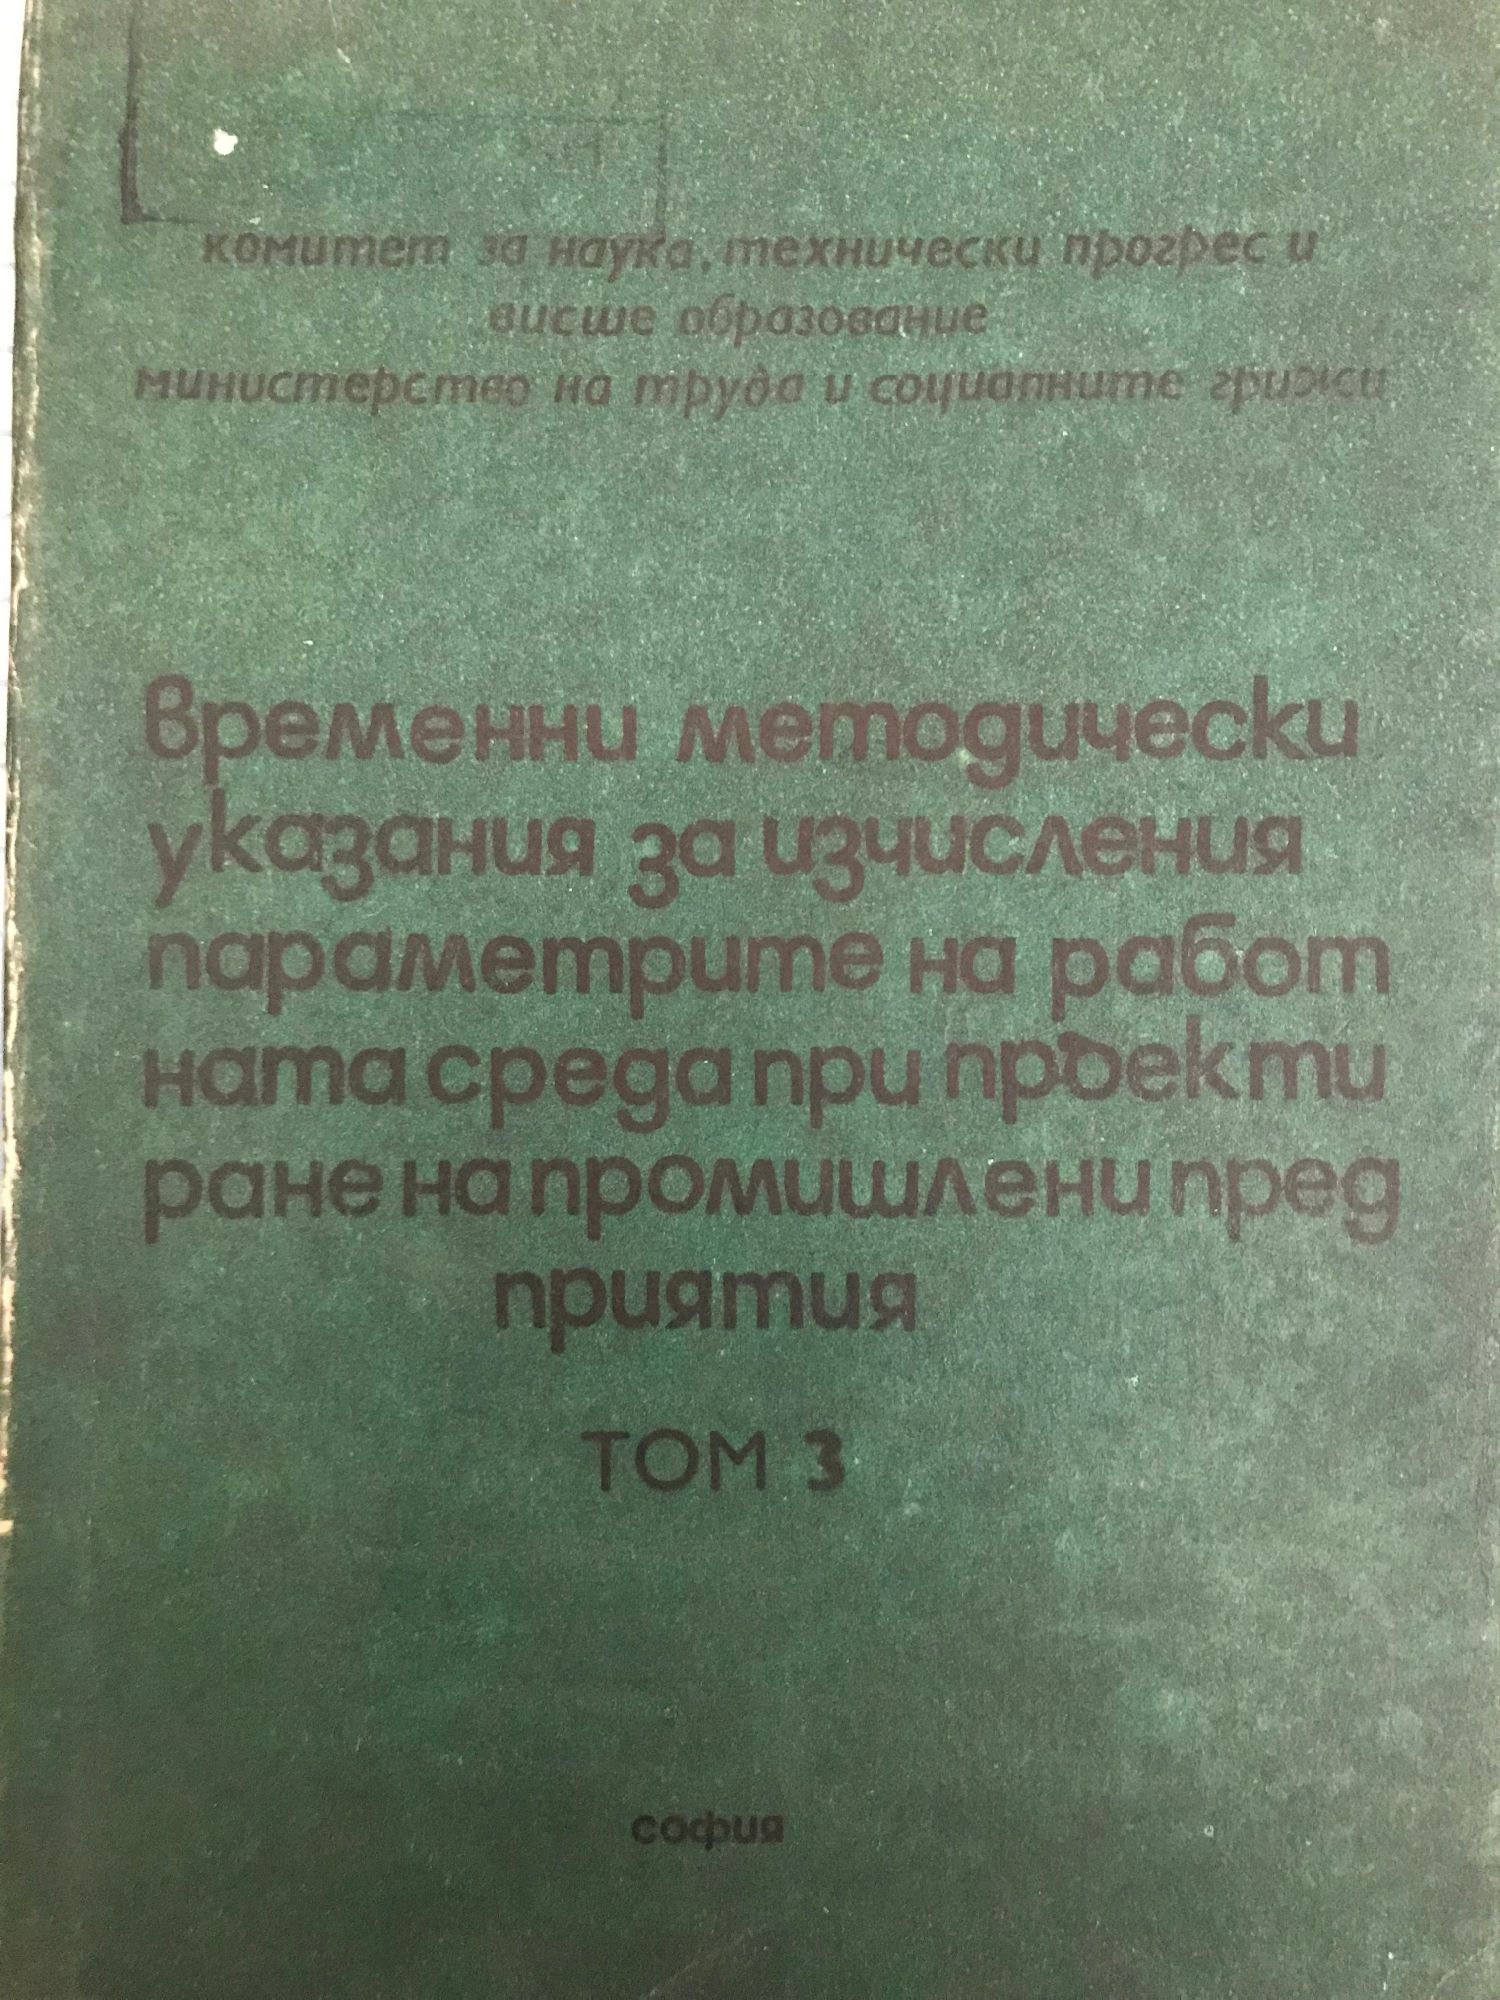 комитет за наука, технически прогрес и
висше образование
министерство на труда и социалните грижи
временни методически
указания за изчисления
параметрите на работ
ната среда при проекти
ране на промишлени пред
приятия
ТОМ 3
софия